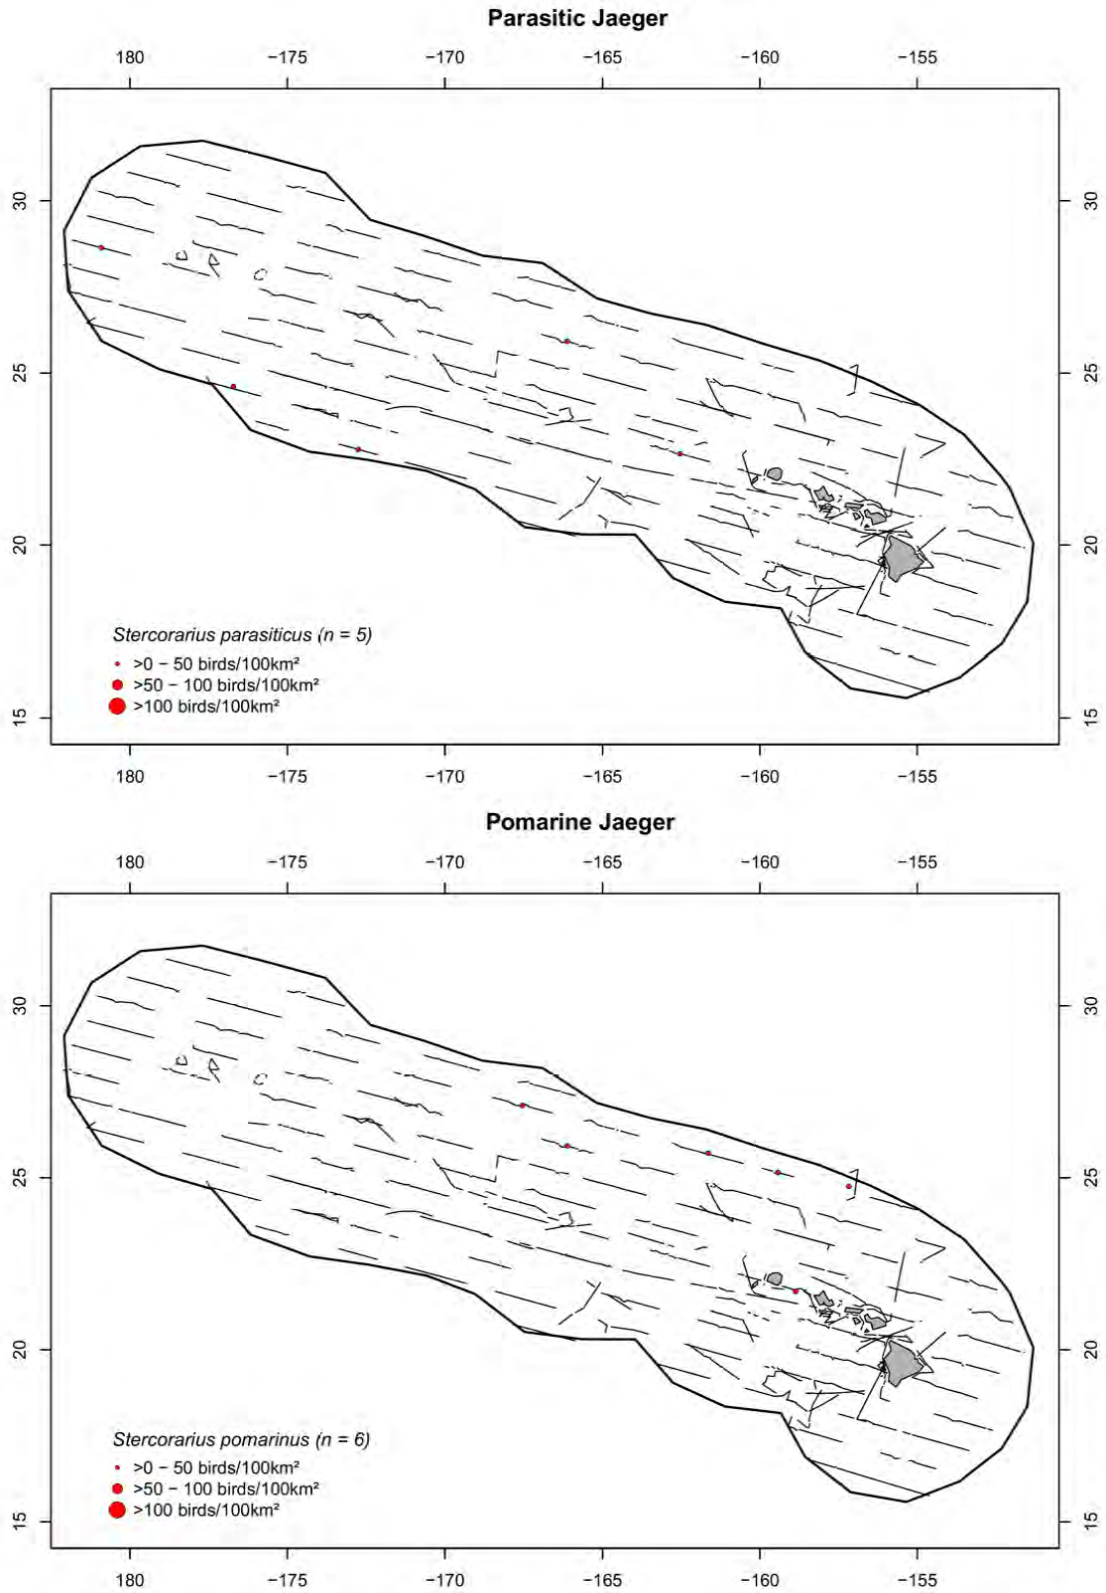 Parasitic Jaeger
180 −175 −170 −165 −160 −155
30 30
25 25
20 20
15 15
Stercorarius parasiticus (n = 5)
>0 − 50 birds/100km²
>50 − 100 birds/100km²
>100 birds/100km²
180 −175 −170 −165 −160 −155
Pomarine Jaeger
180 −175 −170 −165 −160 −155
30 30
25 25
20 20
15 15
Stercorarius pomarinus (n = 6)
>0 − 50 birds/100km²
>50 − 100 birds/100km²
>100 birds/100km²
180 −175 −170 −165 −160 −155